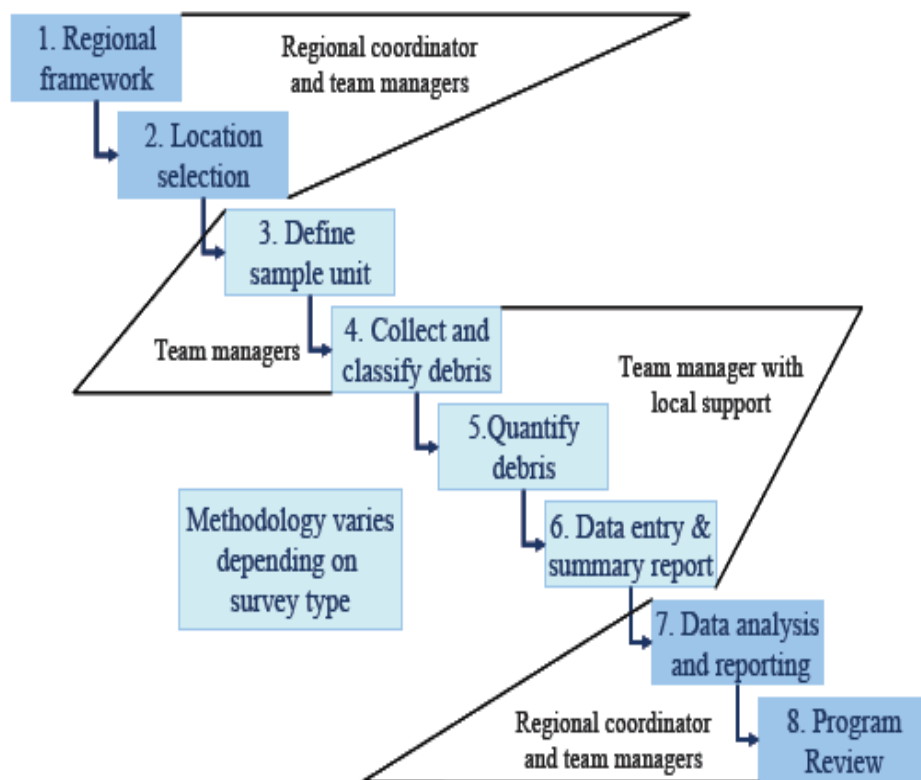 1. Regional
framework
Regional coordinator
and team managers
2. Location
selection
3. Define
sample unit
Team managers
4. Collect and
classify debris
Team manager with
local support
5.Quantify
debris
Methodology varies
depending on
survey type
6. Data entry &
summary report
7. Data analysis
and reporting
Regional coordinator
and team managers
8. Program
Review